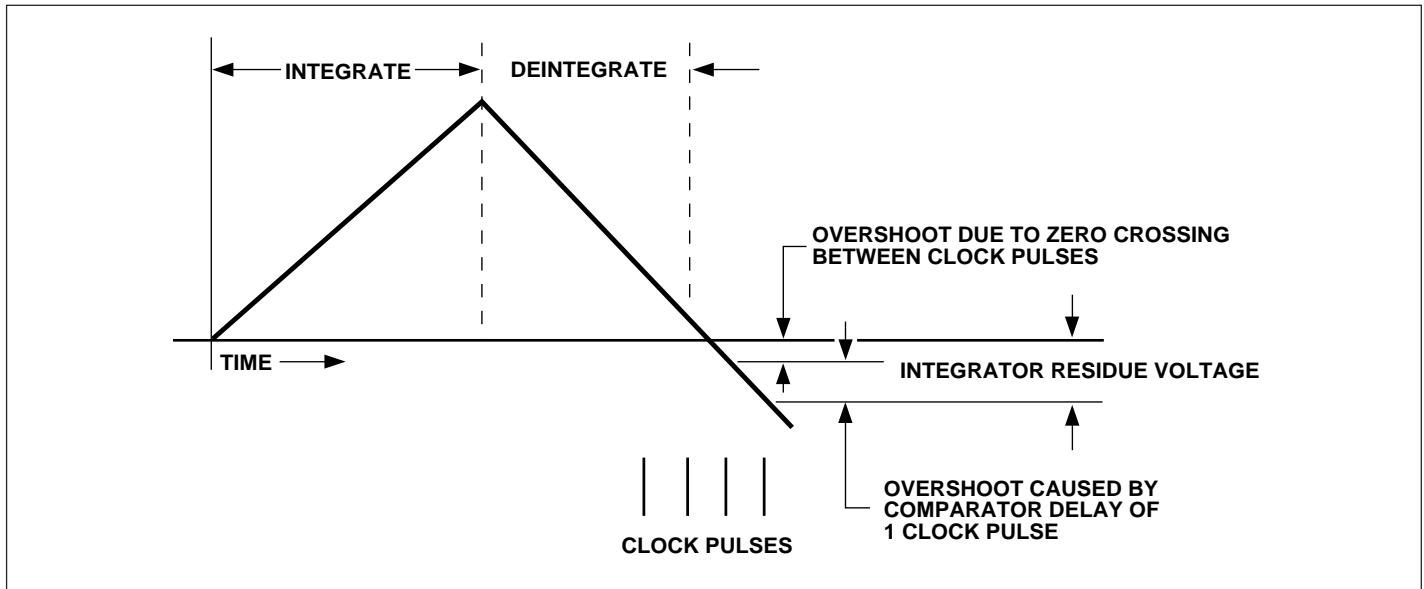 INTEGRATE
DEINTEGRATE
OVERSHOOT DUE TO ZERO CROSSING
BETWEEN CLOCK PULSES
TIME
INTEGRATOR RESIDUE VOLTAGE
OVERSHOOT CAUSED BY
COMPARATOR DELAY OF
1 CLOCK PULSE
CLOCK PULSES